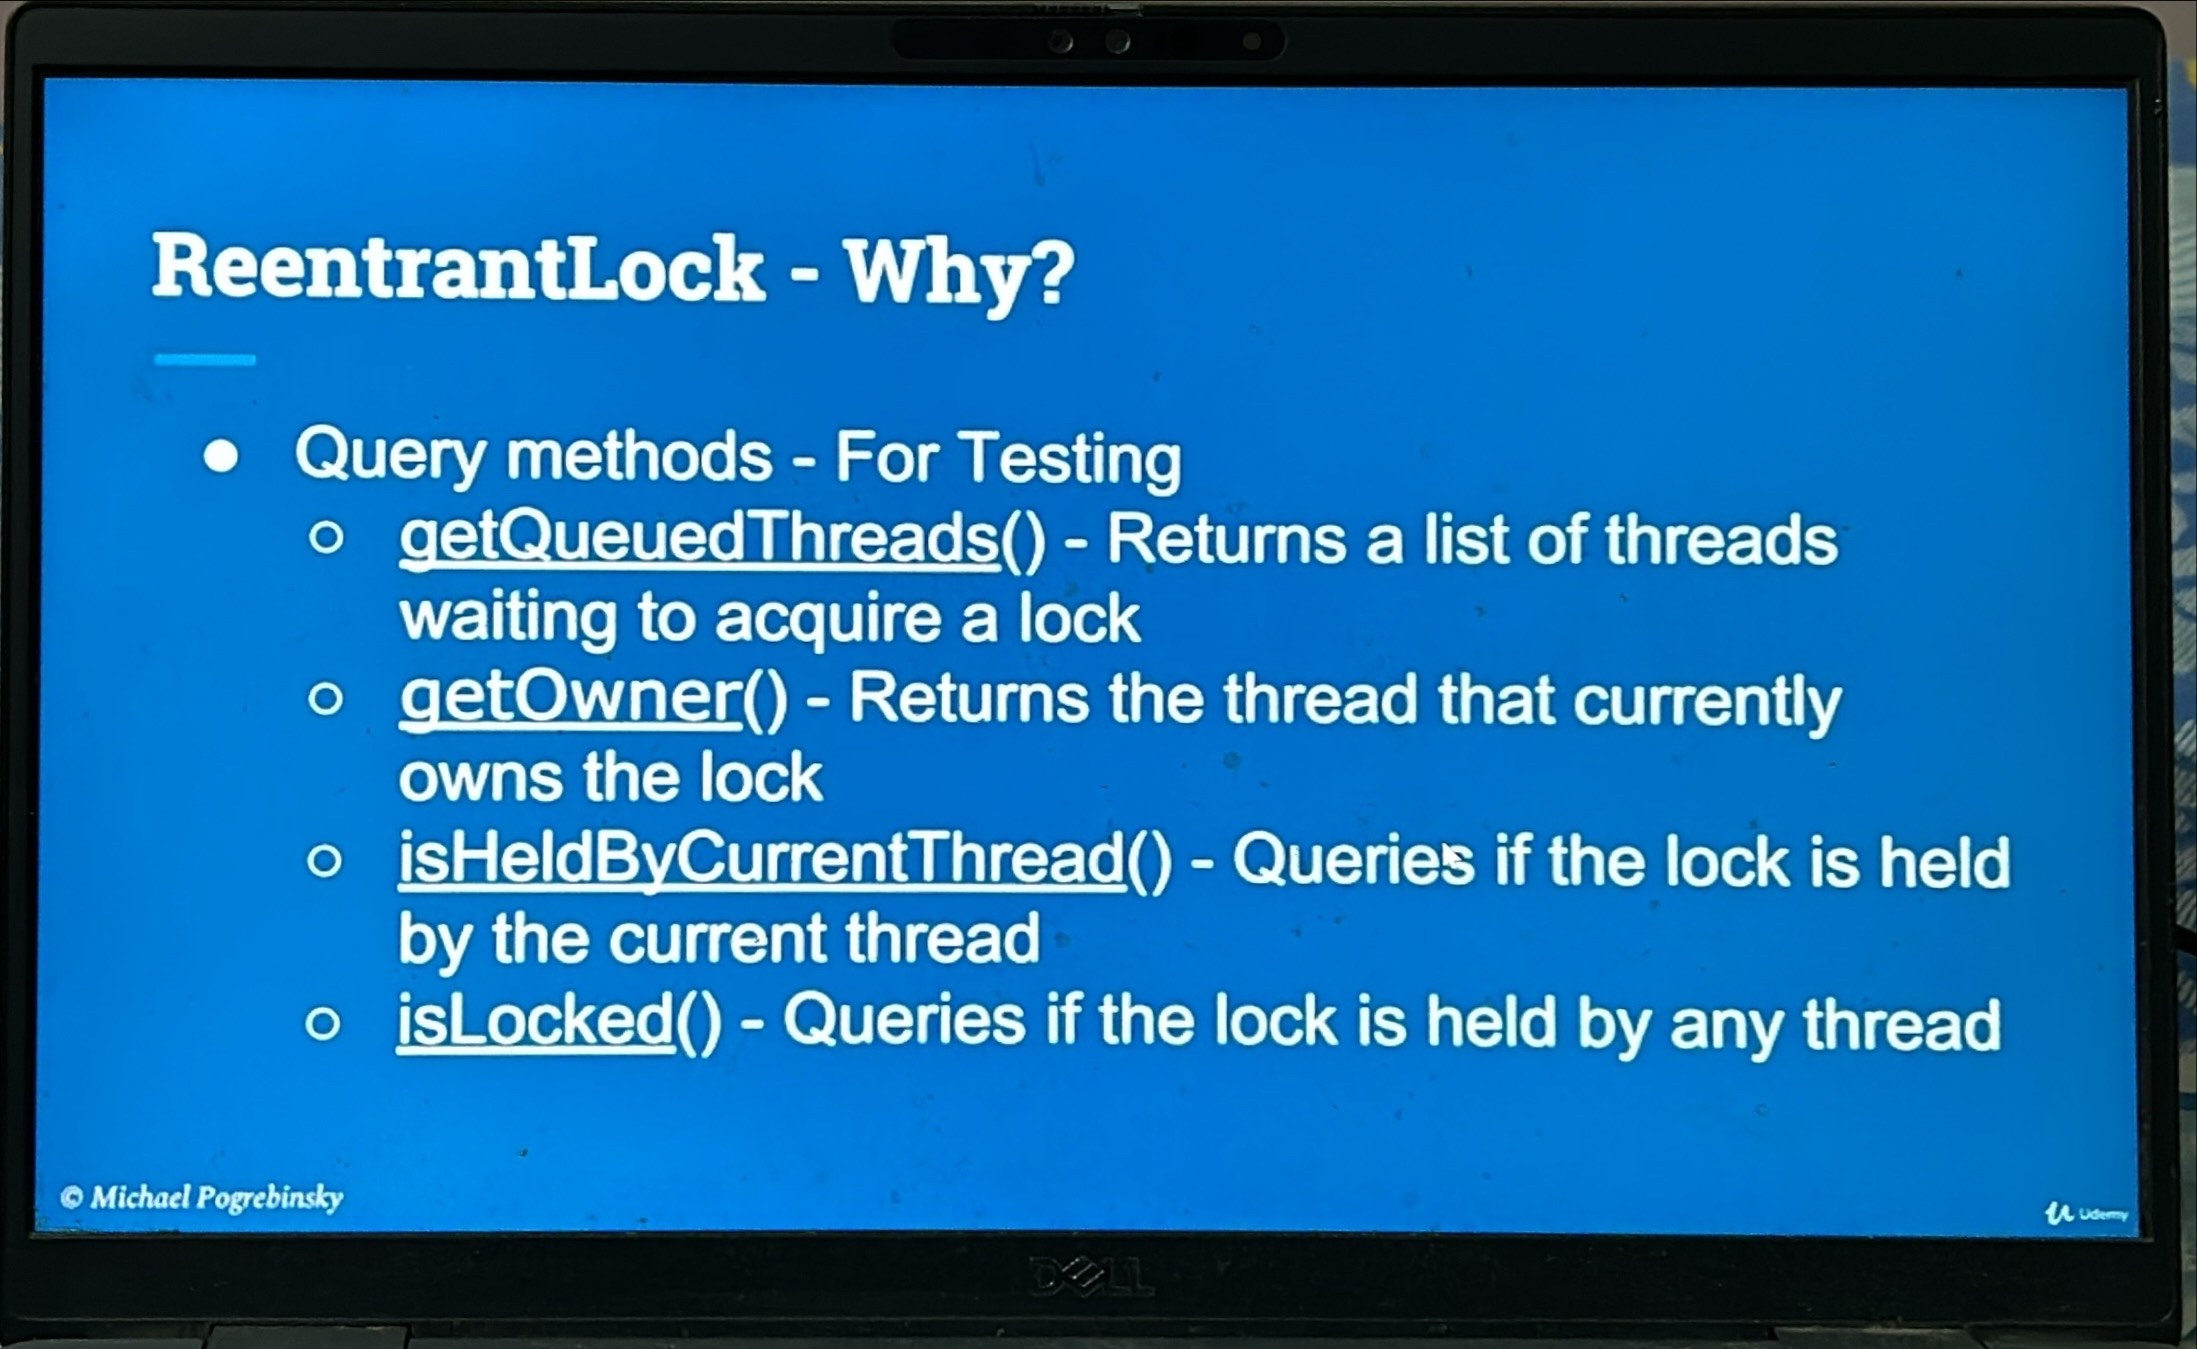 ReentrantLock - Why?
● Query methods - For Testing
○ getQueuedThreads() - Returns a list of threads
waiting to acquire a lock
○ getOwner() - Returns the thread that currently
owns the lock
○ isHeldByCurrentThread() - Queries if the lock is held
by the current thread
○ isLocked() - Queries if the lock is held by any thread
© Michael Pogrebinsky
Udemy
DELL